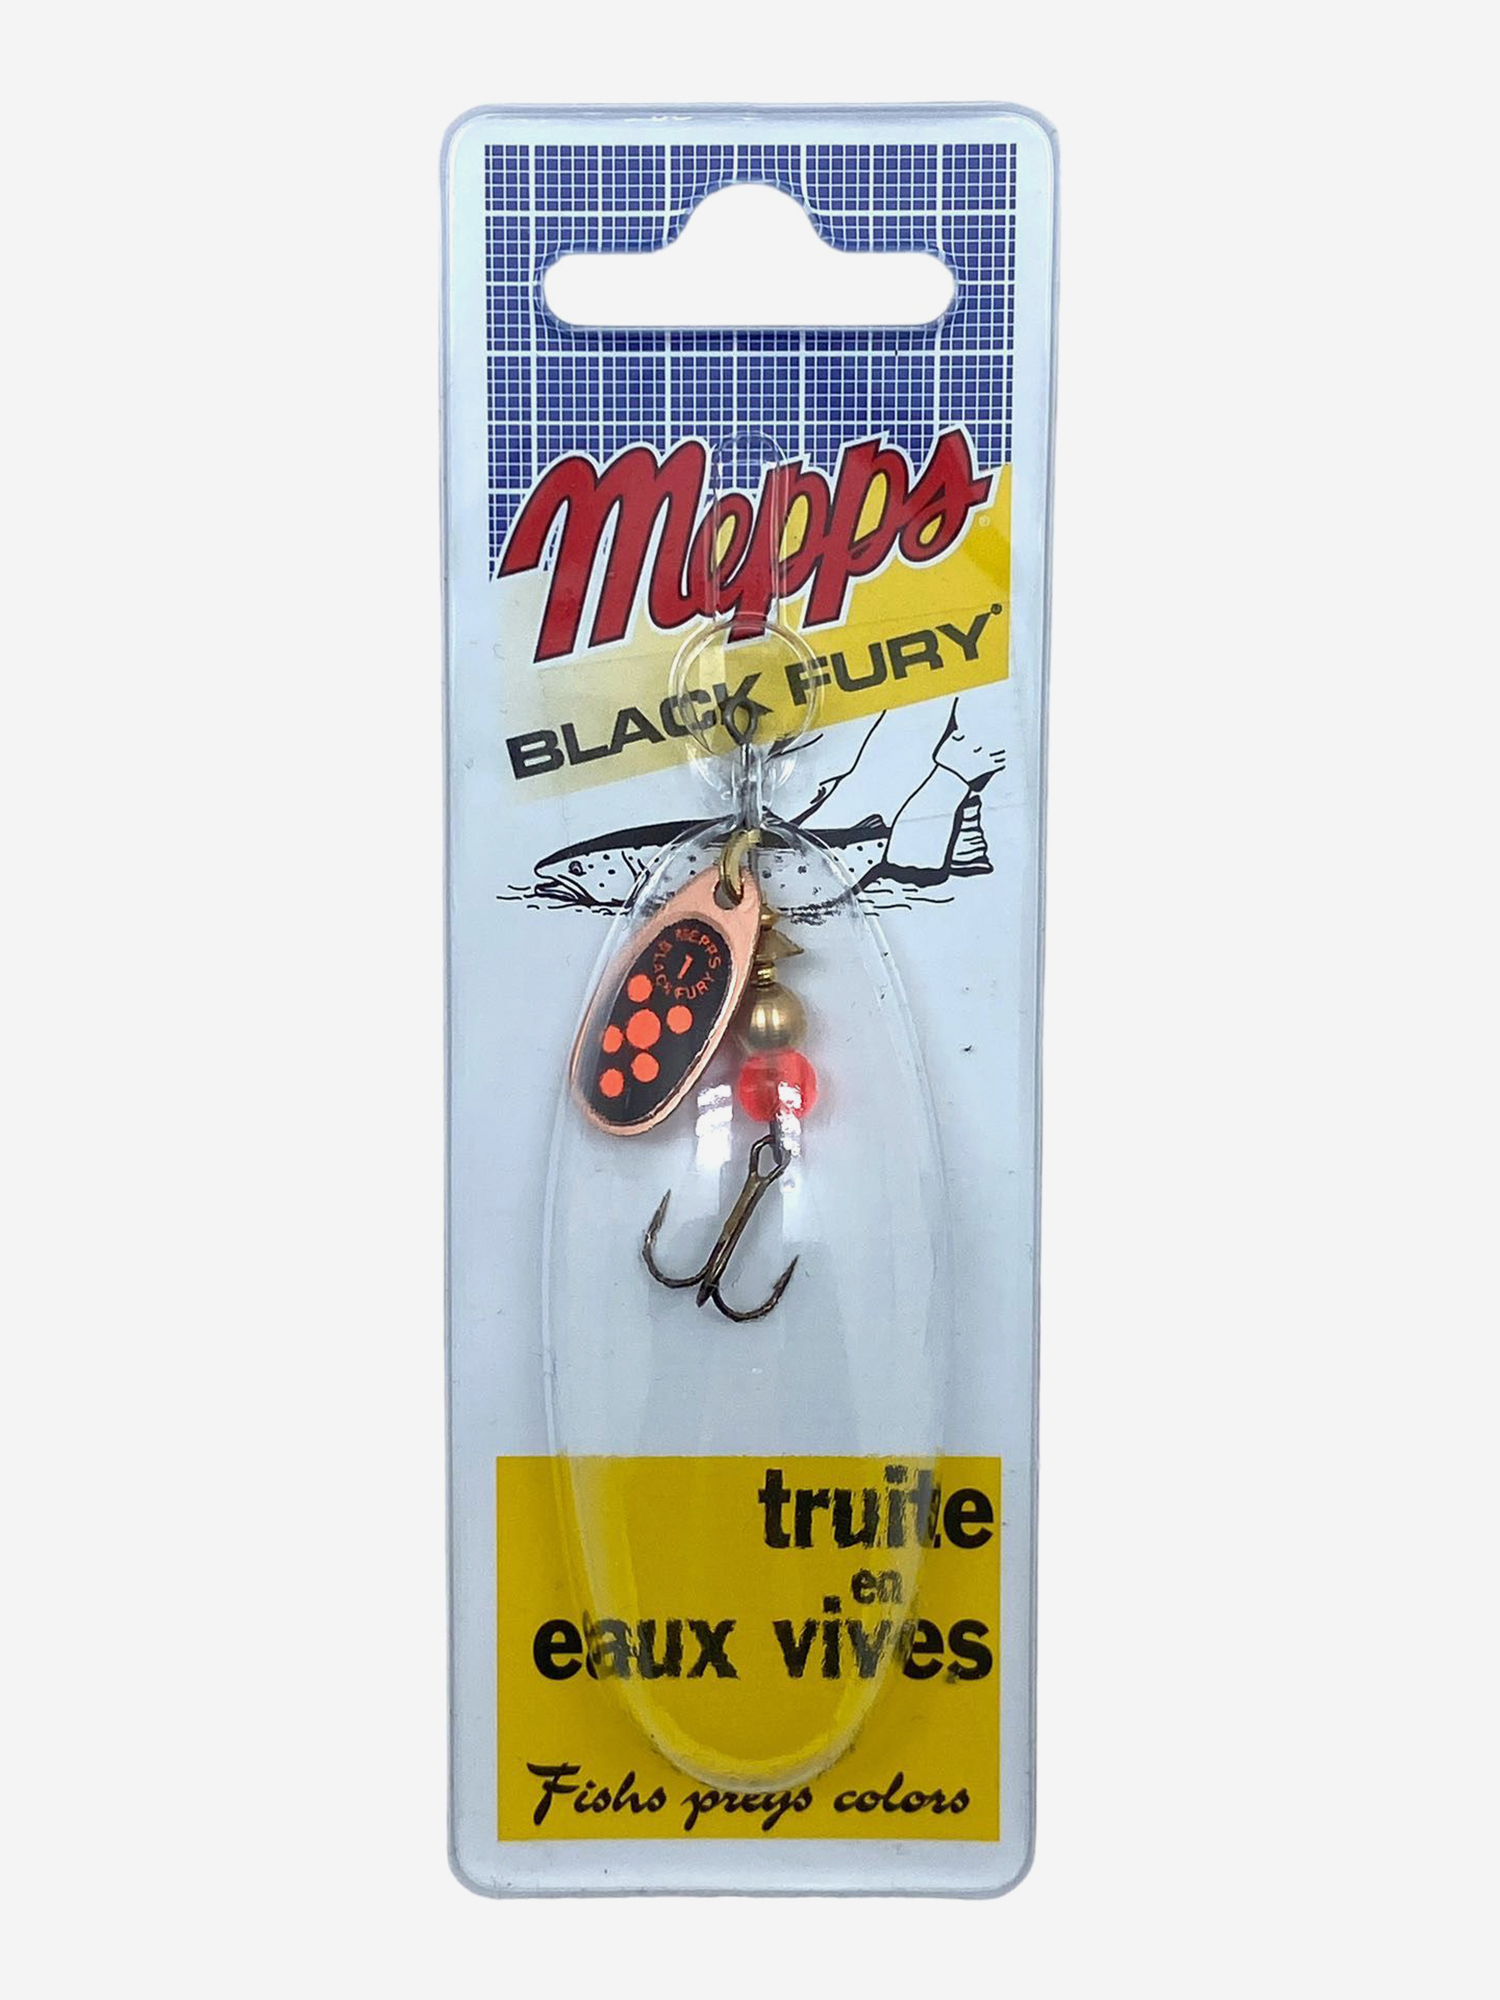 Mepps®
BLACK FURY®
MEPPS
1
BLACK FURY
truite
en
eaux vives
Fishs preys colors